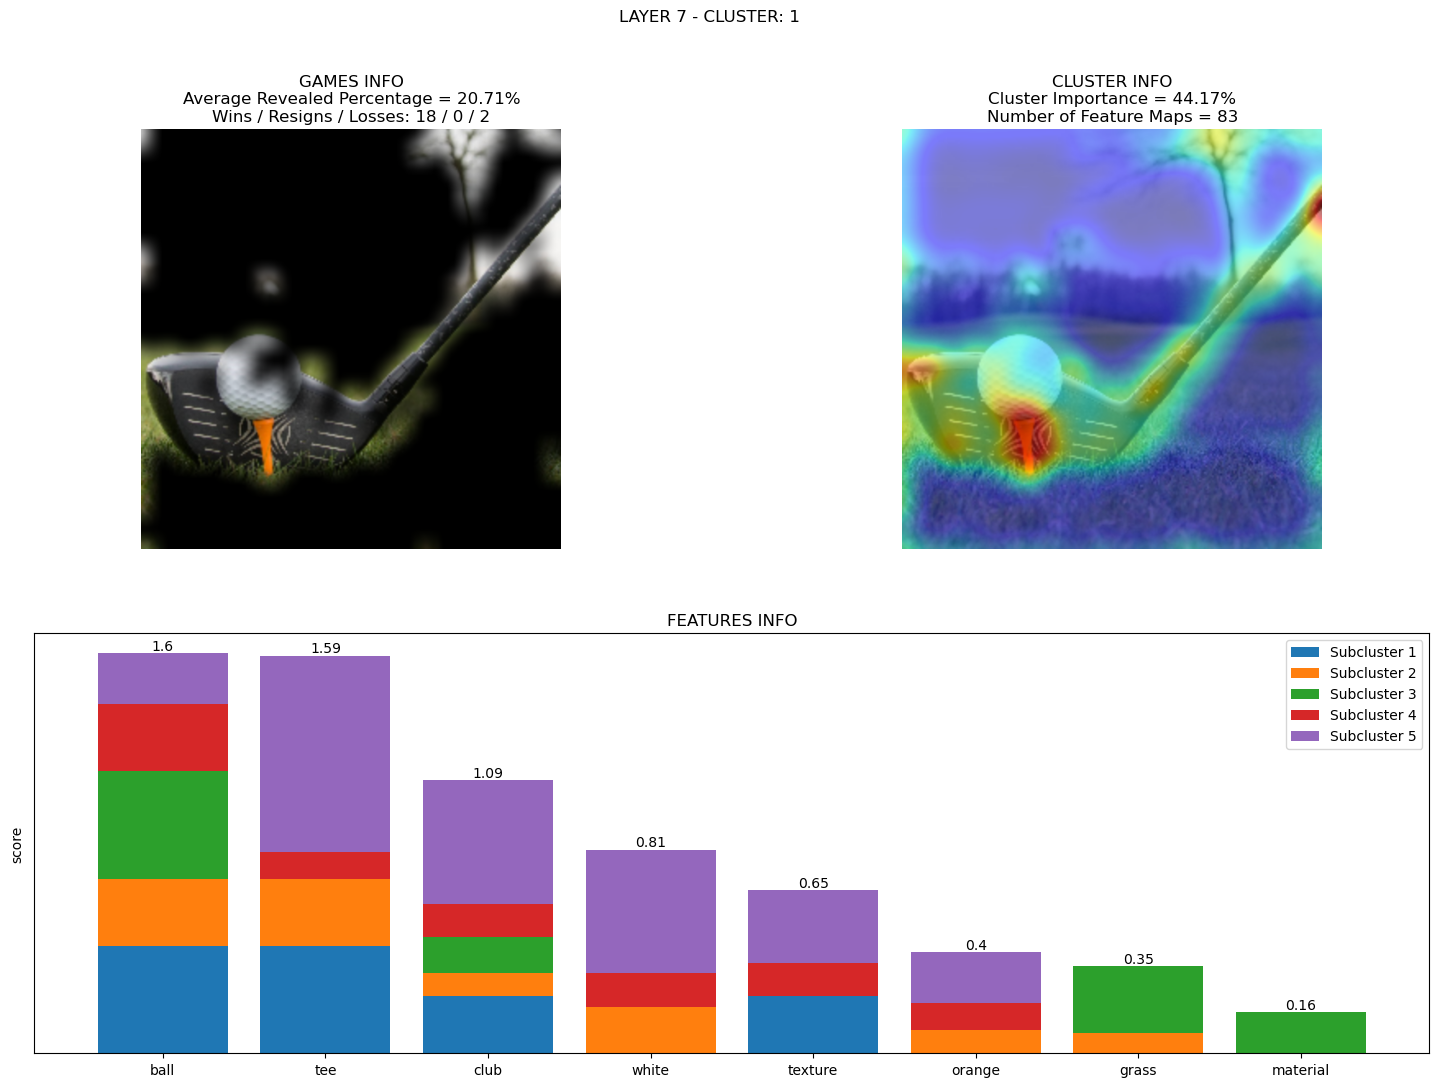 LAYER 7 - CLUSTER: 1
GAMES INFO
Average Revealed Percentage = 20.71%
Wins / Resigns / Losses: 18 / 0 / 2
CLUSTER INFO
Cluster Importance = 44.17%
Number of Feature Maps = 83
FEATURES INFO
score
1.6
1.59
1.09
0.81
0.65
0.4
0.35
0.16
Subcluster 1
Subcluster 2
Subcluster 3
Subcluster 4
Subcluster 5
ball
tee
club
white
texture
orange
grass
material